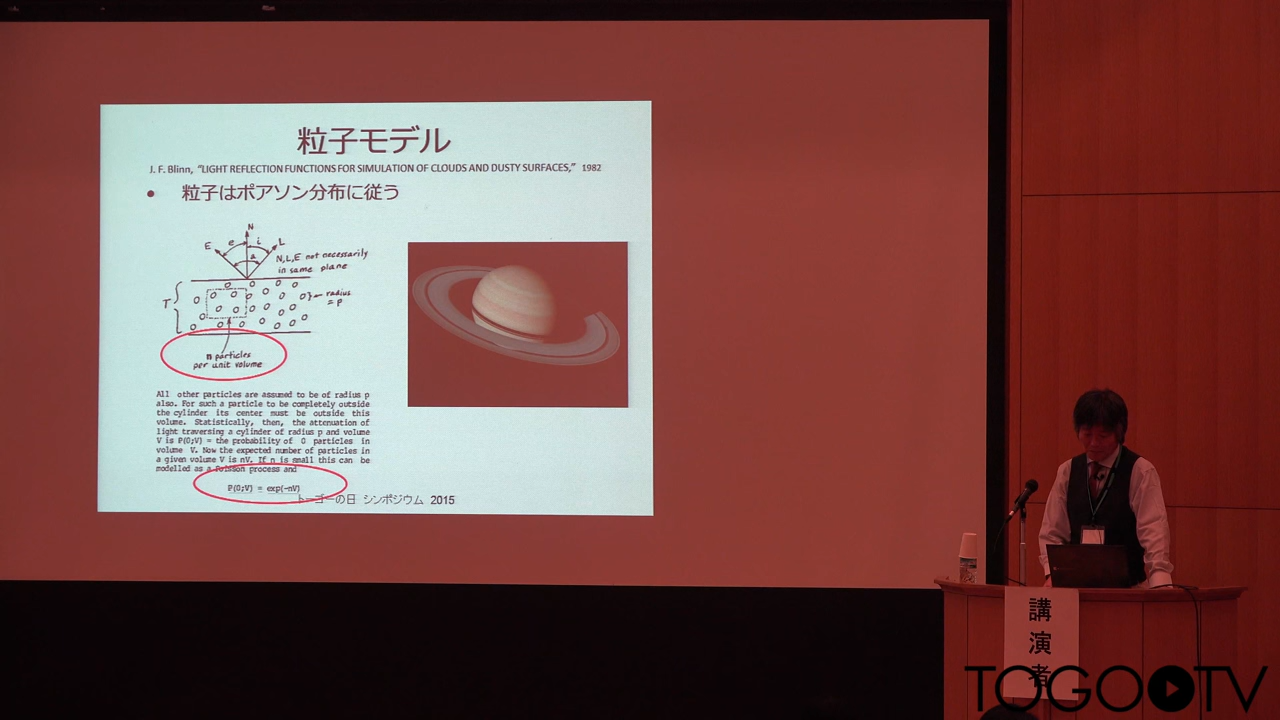 粒子モデル
J. F. Blinn, "LIGHT REFLECTION FUNCTIONS FOR SIMULATION OF CLOUDS AND DUSTY SURFACES," 1982
• 粒子はポアソン分布に従う
N
E e i L
a
N,L,E not necessarily
in same plane
T
radius
= p
n particles
per unit volume
All other particles are assumed to be of radius p
also. For such a particle to be completely outside
the cylinder its center must be outside this
volume. Statistically, then, the attenuation of
light traversing a cylinder of radius p and volume
V is P(0;V) = the probability of 0 particles in
volume V. Now the expected number of particles in
a given volume V is nV. If n is small this can be
modelled as a Poisson process and
P(0;V) = exp(-nV)
トーゴーの日 シンポジウム 2015
講演者
TOGOTV